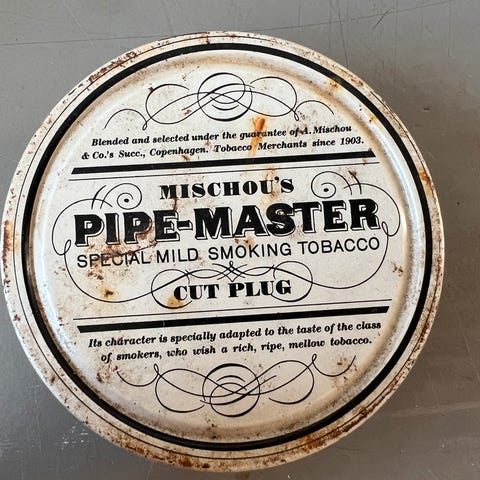 Blended and selected under the guarantee of A. Mischou
& Co.'s Succ., Copenhagen. Tobacco Merchants since 1903.
MISCHOU'S
PIPE-MASTER
SPECIAL MILD SMOKING TOBACCO
&
CUT PLUG
Its character is specially adapted to the taste of the class
of smokers, who wish a rich, ripe, mellow tobacco.